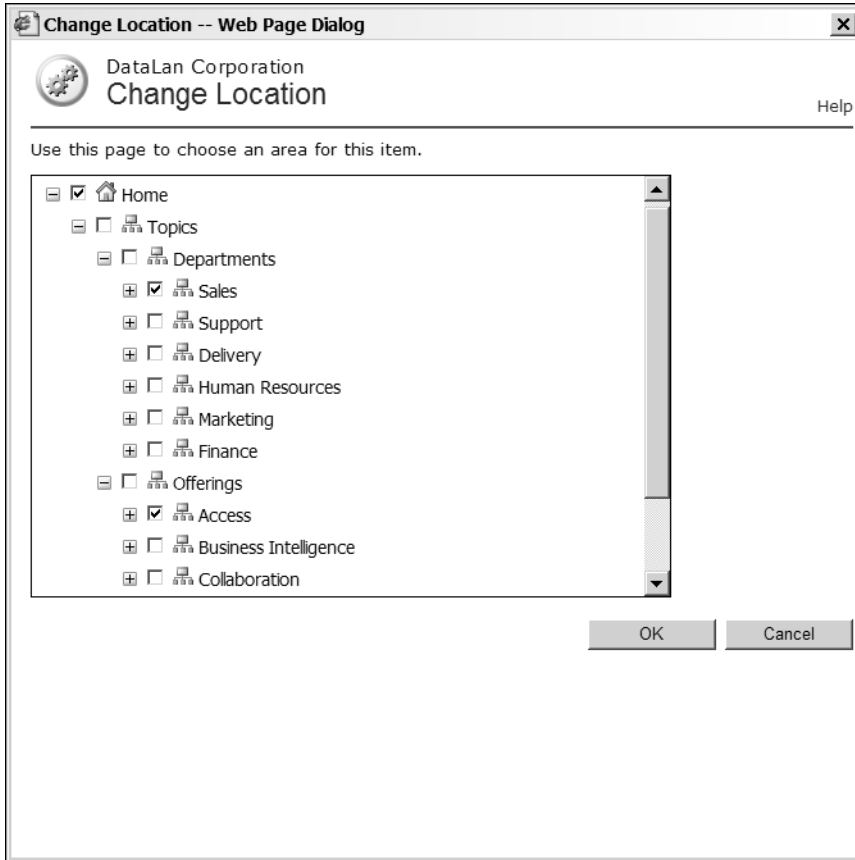 Change Location -- Web Page Dialog
DataLan Corporation
Change Location
Help
Use this page to choose an area for this item.
Home
Topics
Departments
Sales
Support
Delivery
Human Resources
Marketing
Finance
Offerings
Access
Business Intelligence
Collaboration
OK Cancel